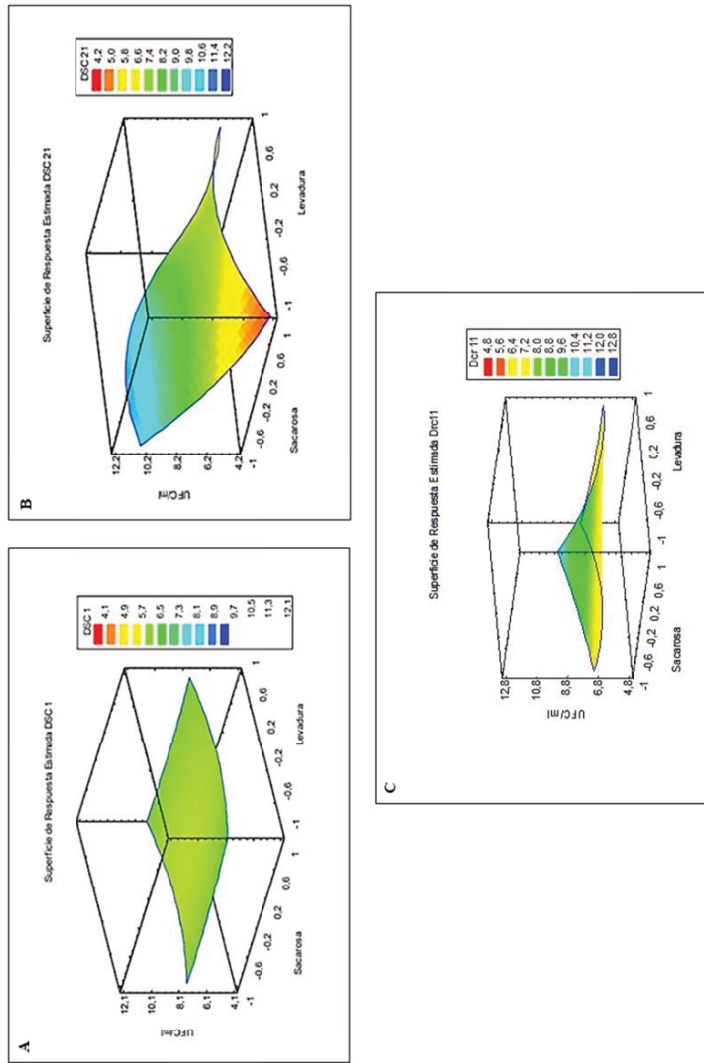 A
Superficie de Respuesta Estimada DSC 1
UFC/ml
12,1
10,1
8,1
6,1
4,1
-1 -0,6 -0,2 0,2 0,6 1
Sacarosa
-1 -0,6 -0,2 0,2 0,6 1
Levadura
DSC 1
4,1
4,9
5,7
6,5
7,3
8,1
8,9
9,7
10,5
11,3
12,1
B
Superficie de Respuesta Estimada DSC 21
UFC/ml
12,2
10,2
8,2
6,2
4,2
-1 -0,6 -0,2 0,2 0,6 1
Sacarosa
-1 -0,6 -0,2 0,2 0,6 1
Levadura
DSC 21
4,2
5,0
5,8
6,6
7,4
8,2
9,0
9,8
10,6
11,4
12,2
C
Superficie de Respuesta Estimada Drc11
UFC/ml
12,8
10,8
8,8
6,8
4,8
-1 -0,6 -0,2 0,2 0,6 1
Sacarosa
-1 -0,6 -0,2 0,2 0,6 1
Levadura
Dcr 11
4,8
5,6
6,4
7,2
8,0
8,8
9,6
10,4
11,2
12,0
12,8